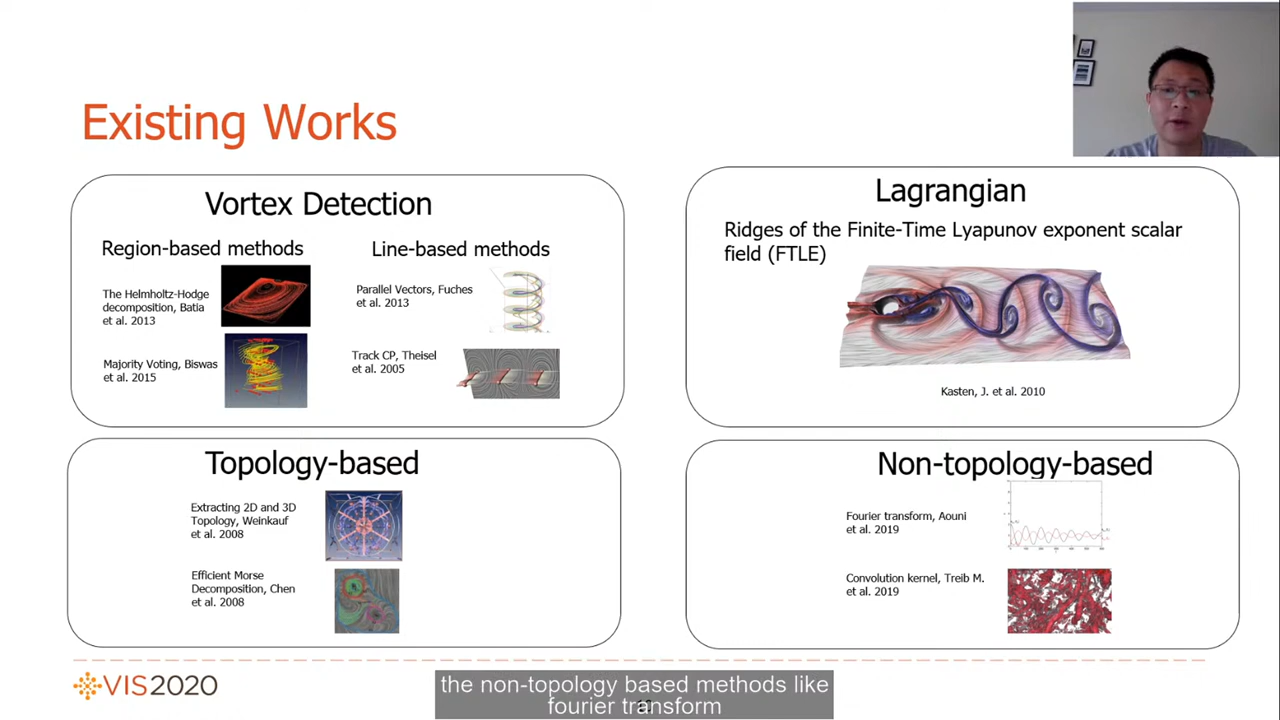 Existing Works
Vortex Detection
Region-based methods
The Helmholtz-Hodge
decomposition, Batia
et al. 2013
Majority Voting, Biswas
et al. 2015
Line-based methods
Parallel Vectors, Fuches
et al. 2013
Track CP, Theisel
et al. 2005
Lagrangian
Ridges of the Finite-Time Lyapunov exponent scalar
field (FTLE)
Kasten, J. et al. 2010
Topology-based
Extracting 2D and 3D
Topology, Weinkauf
et al. 2008
Efficient Morse
Decomposition, Chen
et al. 2008
Non-topology-based
Fourier transform, Aouni
et al. 2019
Convolution kernel, Treib M.
et al. 2019
VIS2020
the non-topology based methods like
fourier transform